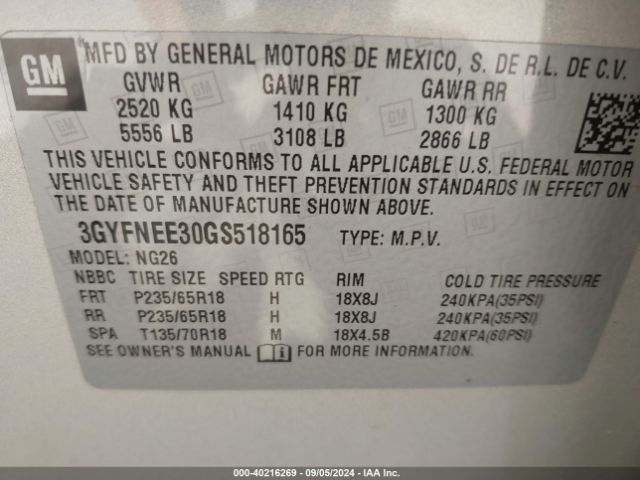 GM
MFD BY GENERAL MOTORS DE MEXICO, S. DE R.L. DE C.V.
GVWR GAWR FRT GAWR RR
2520 KG 1410 KG 1300 KG
5556 LB 3108 LB 2866 LB
THIS VEHICLE CONFORMS TO ALL APPLICABLE U.S. FEDERAL MOTOR
VEHICLE SAFETY AND THEFT PREVENTION STANDARDS IN EFFECT ON
THE DATE OF MANUFACTURE SHOWN ABOVE.
3GYFNEE30GS518165 TYPE: M.P.V.
MODEL: NG26
NBBC TIRE SIZE SPEED RTG RIM COLD TIRE PRESSURE
FRT P235/65R18 H 18X8J 240KPA(35PSI)
RR P235/65R18 H 18X8J 240KPA(35PSI)
SPA T135/70R18 M 18X4.5B 420KPA(60PSI)
SEE OWNER'S MANUAL FOR MORE INFORMATION.
000-40216269 - 09/05/2024 - IAA Inc.